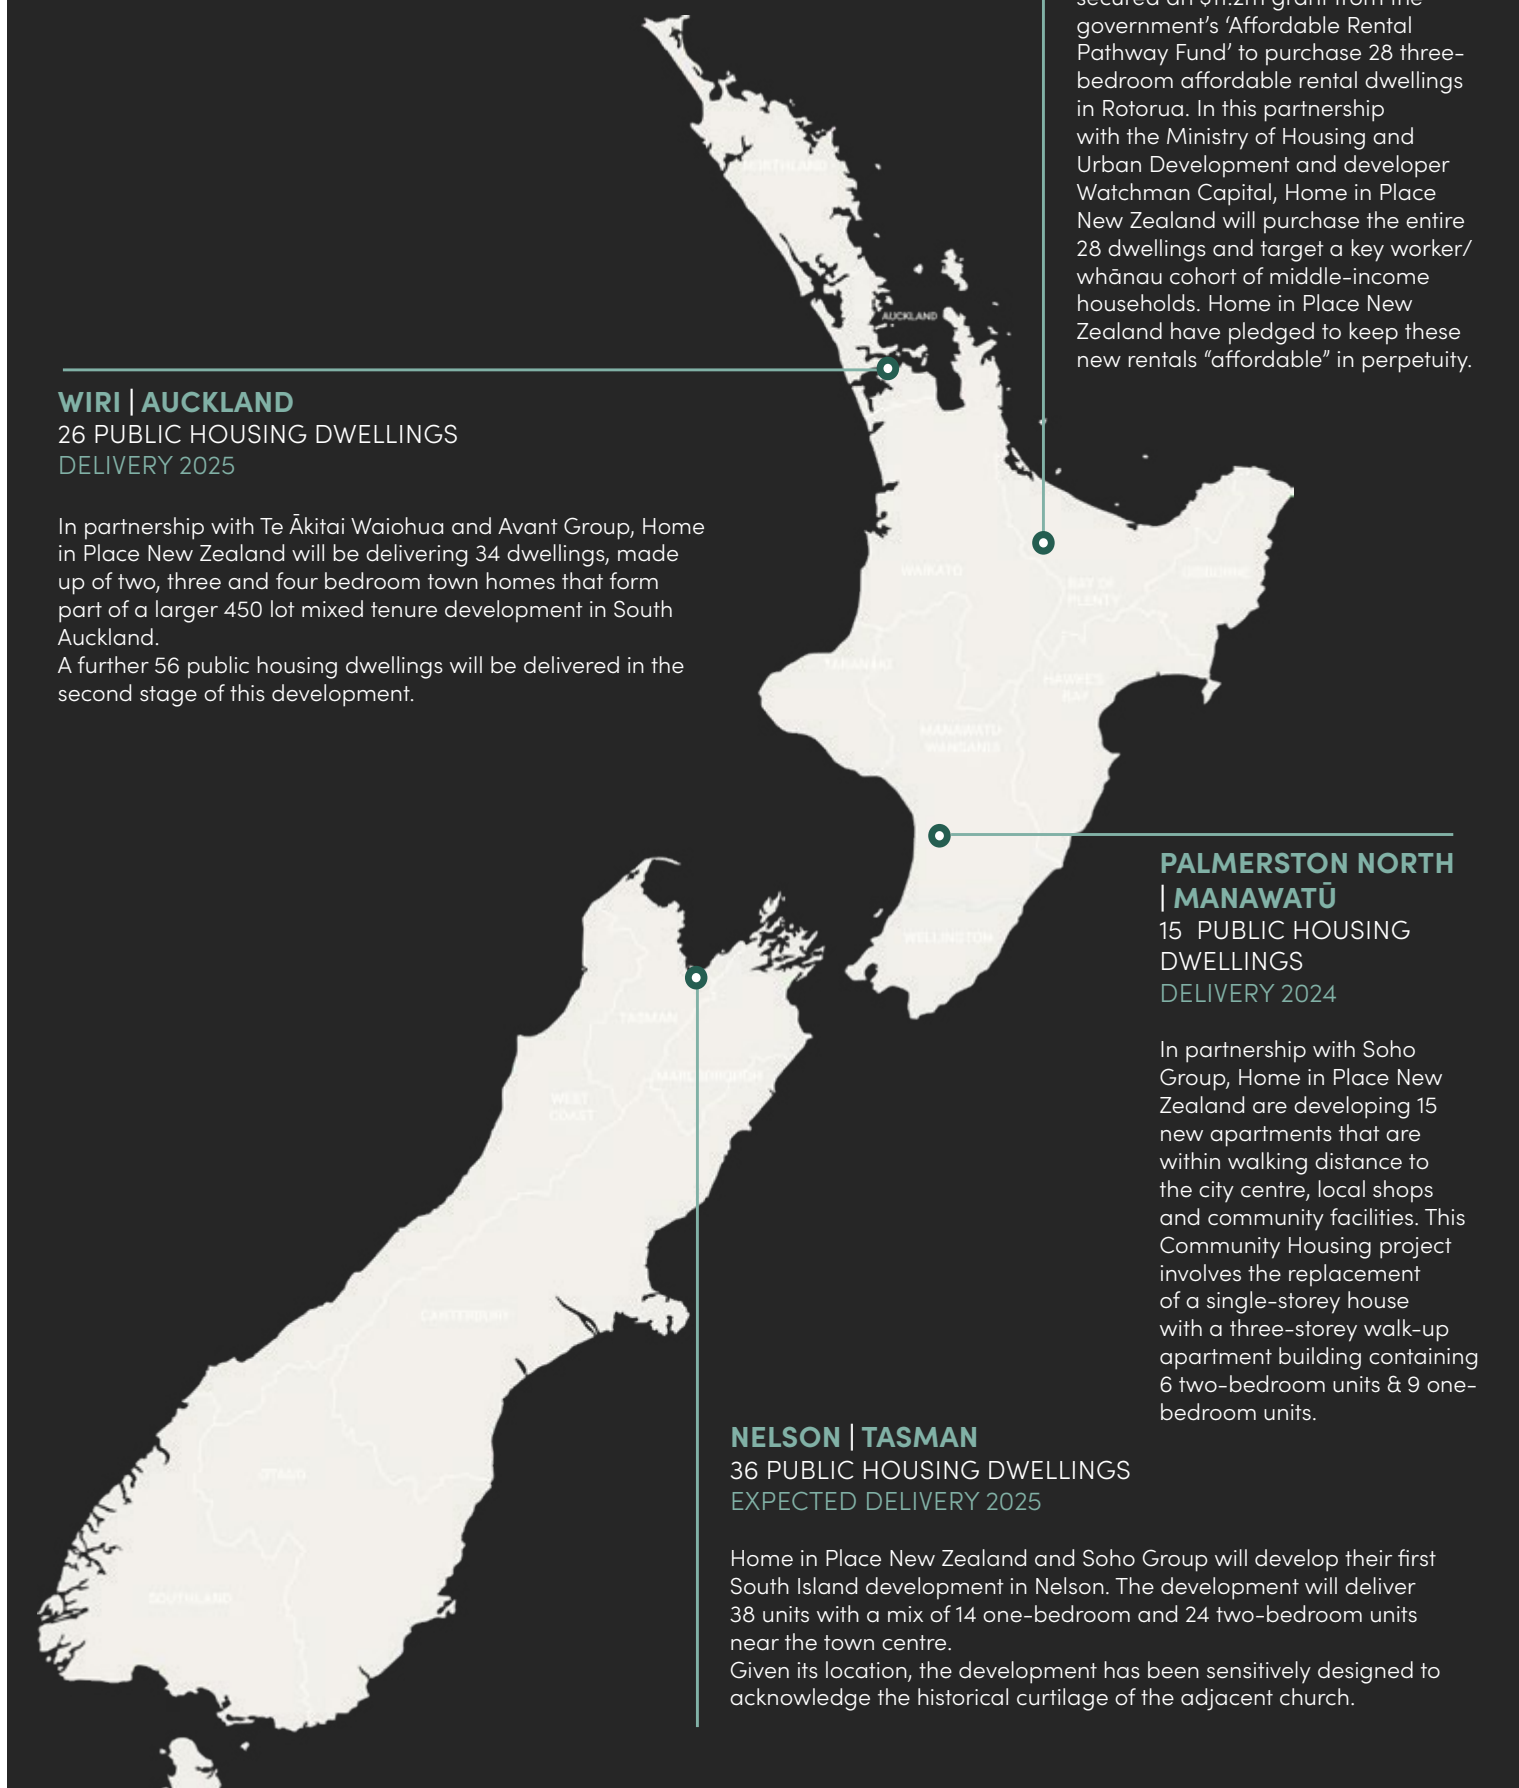 government's 'Affordable Rental
Pathway Fund' to purchase 28 three-
bedroom affordable rental dwellings
in Rotorua. In this partnership
with the Ministry of Housing and
Urban Development and developer
Watchman Capital, Home in Place
New Zealand will purchase the entire
28 dwellings and target a key worker/
whānau cohort of middle-income
households. Home in Place New
Zealand have pledged to keep these
new rentals “affordable” in perpetuity.
NORTHLAND
AUCKLAND
WIRI | AUCKLAND
26 PUBLIC HOUSING DWELLINGS
DELIVERY 2025
In partnership with Te Ākitai Waiohua and Avant Group, Home
in Place New Zealand will be delivering 34 dwellings, made
up of two, three and four bedroom town homes that form
part of a larger 450 lot mixed tenure development in South
Auckland.
A further 56 public housing dwellings will be delivered in the
second stage of this development.
WAIKATO
BAY OF
PLENTY
GISBORNE
TARANAKI
HAWKE'S
BAY
MANAWATU
WANGANUI
WELLINGTON
PALMERSTON NORTH
| MANAWATŪ
15 PUBLIC HOUSING
DWELLINGS
DELIVERY 2024
In partnership with Soho
Group, Home in Place New
Zealand are developing 15
new apartments that are
within walking distance to
the city centre, local shops
and community facilities. This
Community Housing project
involves the replacement
of a single-storey house
with a three-storey walk-up
apartment building containing
6 two-bedroom units & 9 one-
bedroom units.
TASMAN
MARLBOROUGH
WEST
COAST
CANTERBURY
OTAGO
SOUTHLAND
NELSON | TASMAN
36 PUBLIC HOUSING DWELLINGS
EXPECTED DELIVERY 2025
Home in Place New Zealand and Soho Group will develop their first
South Island development in Nelson. The development will deliver
38 units with a mix of 14 one-bedroom and 24 two-bedroom units
near the town centre.
Given its location, the development has been sensitively designed to
acknowledge the historical curtilage of the adjacent church.